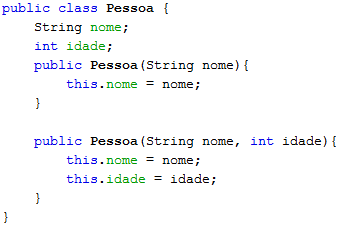 public class Pessoa {
    String nome;
    int idade;
    public Pessoa(String nome){
        this.nome = nome;
    }

    public Pessoa(String nome, int idade){
        this.nome = nome;
        this.idade = idade;
    }
}